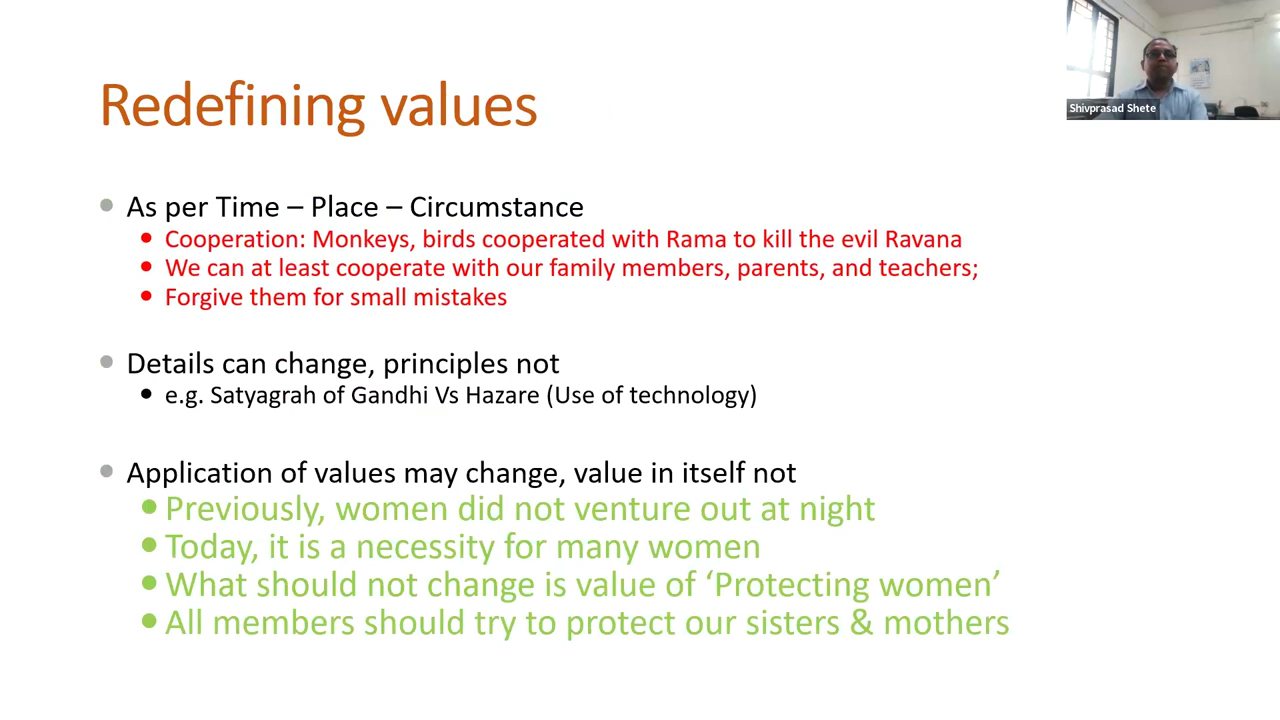 Redefining values
Shivprasad Shete
• As per Time – Place – Circumstance
• Cooperation: Monkeys, birds cooperated with Rama to kill the evil Ravana
• We can at least cooperate with our family members, parents, and teachers;
• Forgive them for small mistakes
• Details can change, principles not
• e.g. Satyagrah of Gandhi Vs Hazare (Use of technology)
• Application of values may change, value in itself not
• Previously, women did not venture out at night
• Today, it is a necessity for many women
• What should not change is value of ‘Protecting women’
• All members should try to protect our sisters & mothers